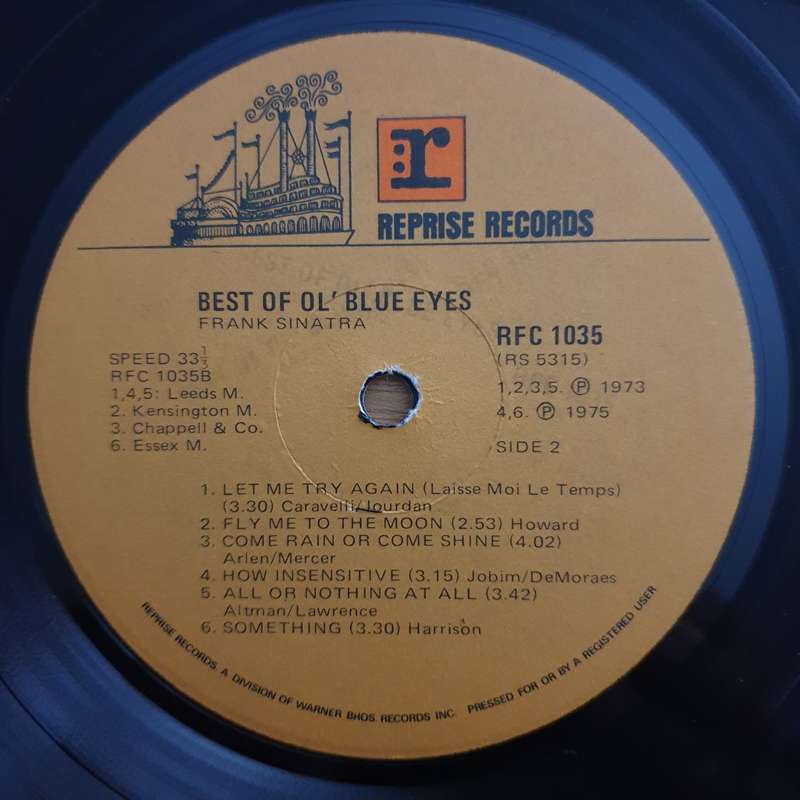 r
REPRISE RECORDS
BEST OF OL' BLUE EYES
FRANK SINATRA
RFC 1035
(RS 5315)
SPEED 33⅓
RFC 1035B
1,4,5: Leeds M.
2. Kensington M.
3. Chappell & Co.
6. Essex M.
1,2,3,5. Ⓟ 1973
4,6. Ⓟ 1975
SIDE 2
1. LET ME TRY AGAIN (Laisse Moi Le Temps)
(3.30) Caravelli/Jourdan
2. FLY ME TO THE MOON (2.53) Howard
3. COME RAIN OR COME SHINE (4.02)
Arlen/Mercer
4. HOW INSENSITIVE (3.15) Jobim/DeMoraes
5. ALL OR NOTHING AT ALL (3.42)
Altman/Lawrence
6. SOMETHING (3.30) Harrison
REPRISE RECORDS A DIVISION OF WARNER BROS. RECORDS INC. PRESSED FOR OR BY A REGISTERED USER